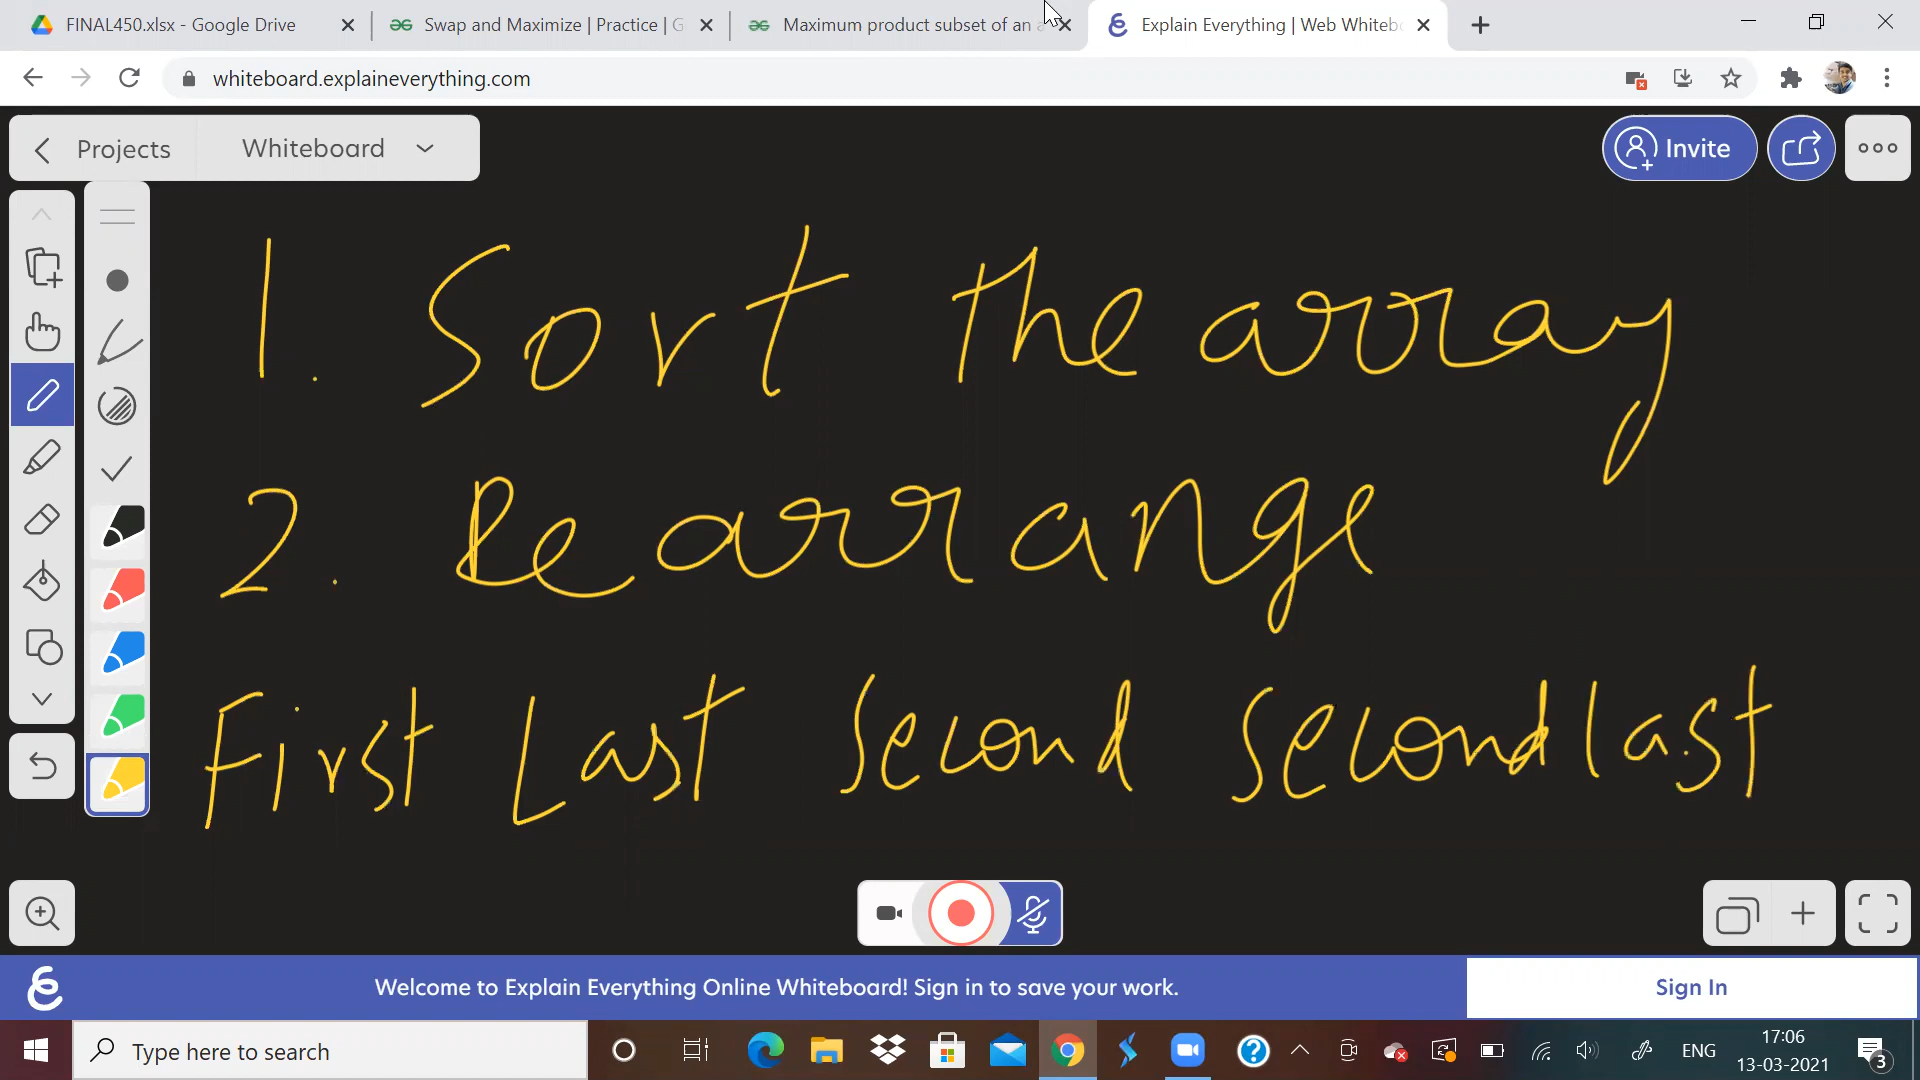 FINAL450.xlsx - Google Drive
Swap and Maximize | Practice | G
Maximum product subset of an a
Explain Everything | Web Whitebo
whiteboard.explaineverything.com
Projects
Whiteboard
Invite
1. Sort the array
2. Rearrange
First Last Second Second last
Welcome to Explain Everything Online Whiteboard! Sign in to save your work.
Sign In
Type here to search
ENG
17:06
13-03-2021
3